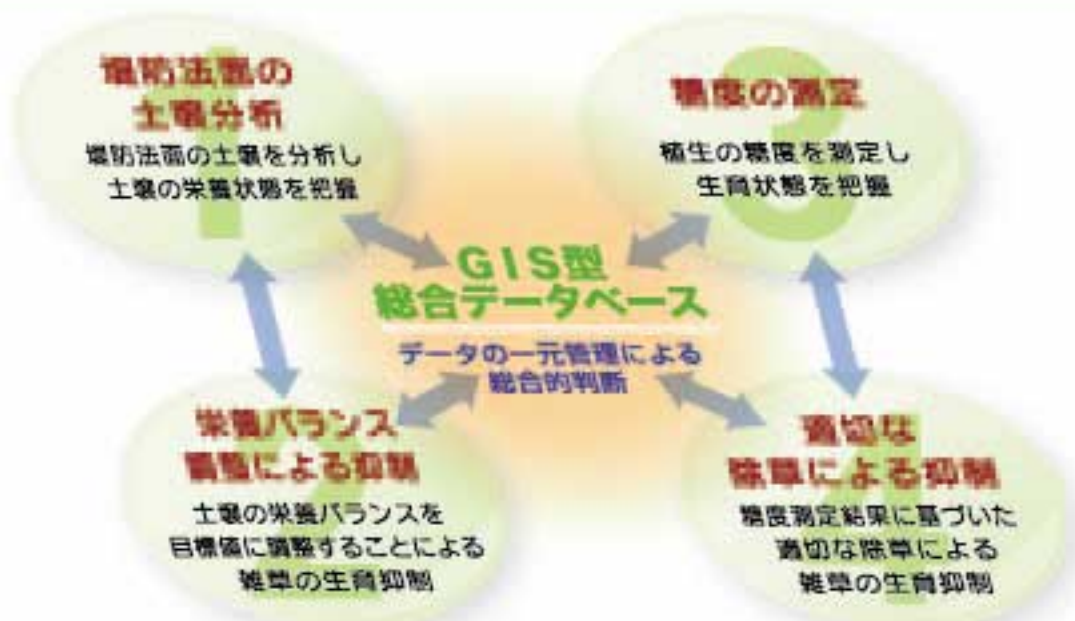 1
堤防法面の
土壌分析
堤防法面の土壌を分析し
土壌の栄養状態を把握
3
糖度の測定
植生の糖度を測定し
生育状態を把握
GIS型
総合データベース
データの一元管理による
総合的判断
2
栄養バランス
調整による抑制
土壌の栄養バランスを
目標値に調整することによる
雑草の生育抑制
4
適切な
除草による抑制
糖度測定結果に基づいた
適切な除草による
雑草の生育抑制